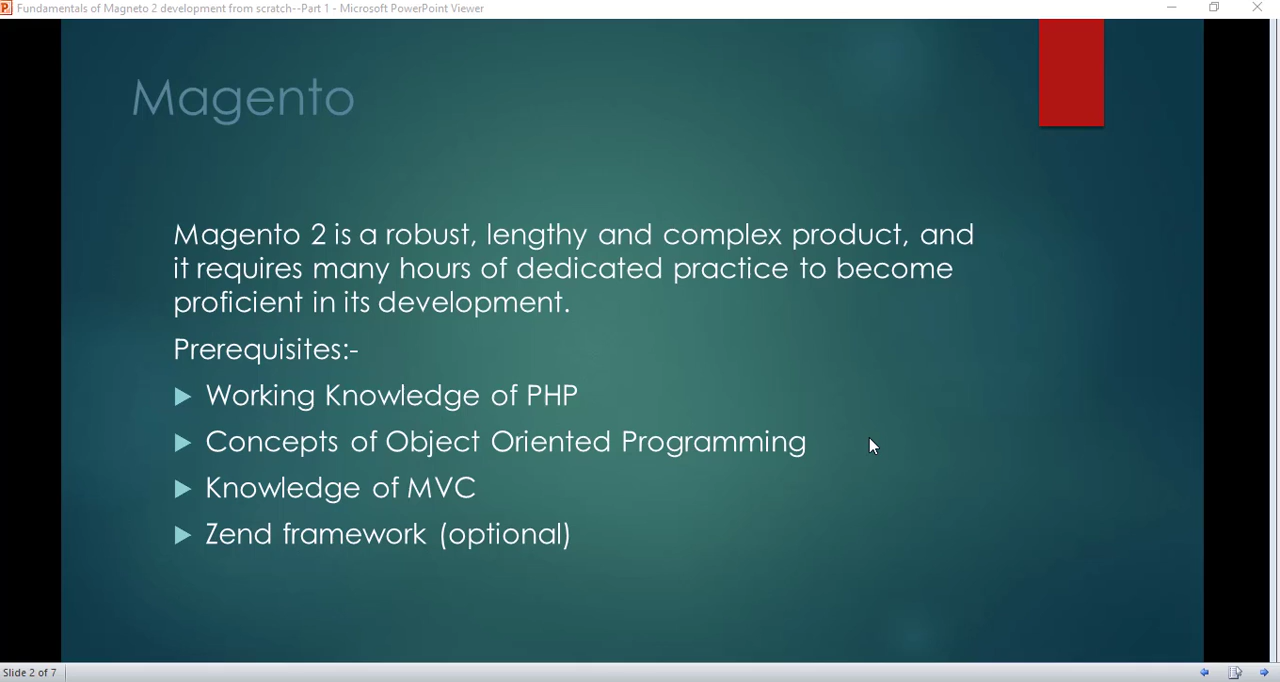 Fundamentals of Magneto 2 development from scratch--Part 1 - Microsoft PowerPoint Viewer
Magento
Magento 2 is a robust, lengthy and complex product, and
it requires many hours of dedicated practice to become
proficient in its development.
Prerequisites:-
Working Knowledge of PHP
Concepts of Object Oriented Programming
Knowledge of MVC
Zend framework (optional)
Slide 2 of 7